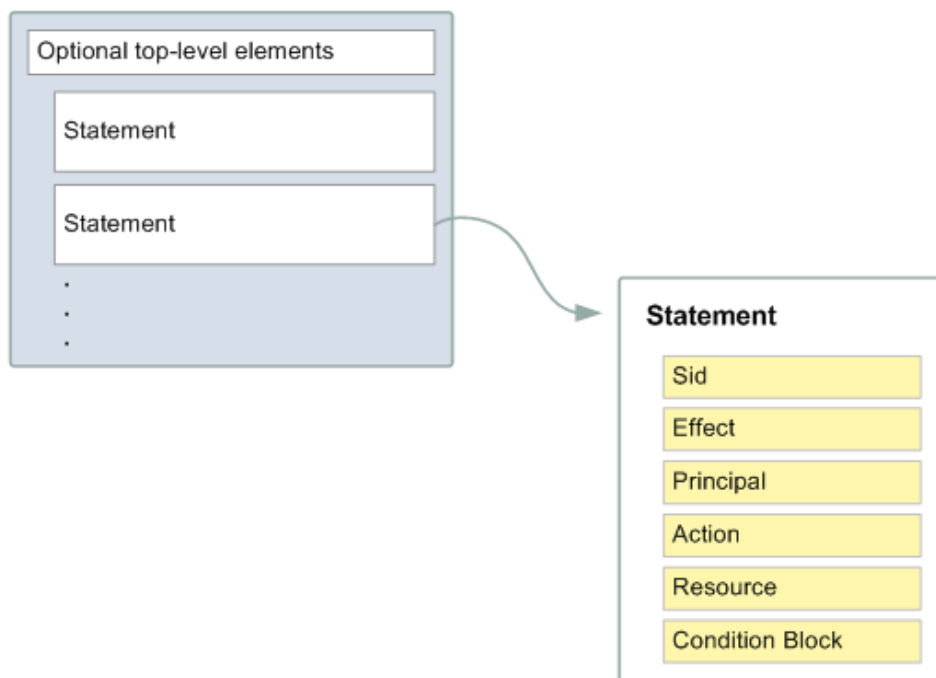 Optional top-level elements
Statement
Statement
.
.
.
Statement
Sid
Effect
Principal
Action
Resource
Condition Block